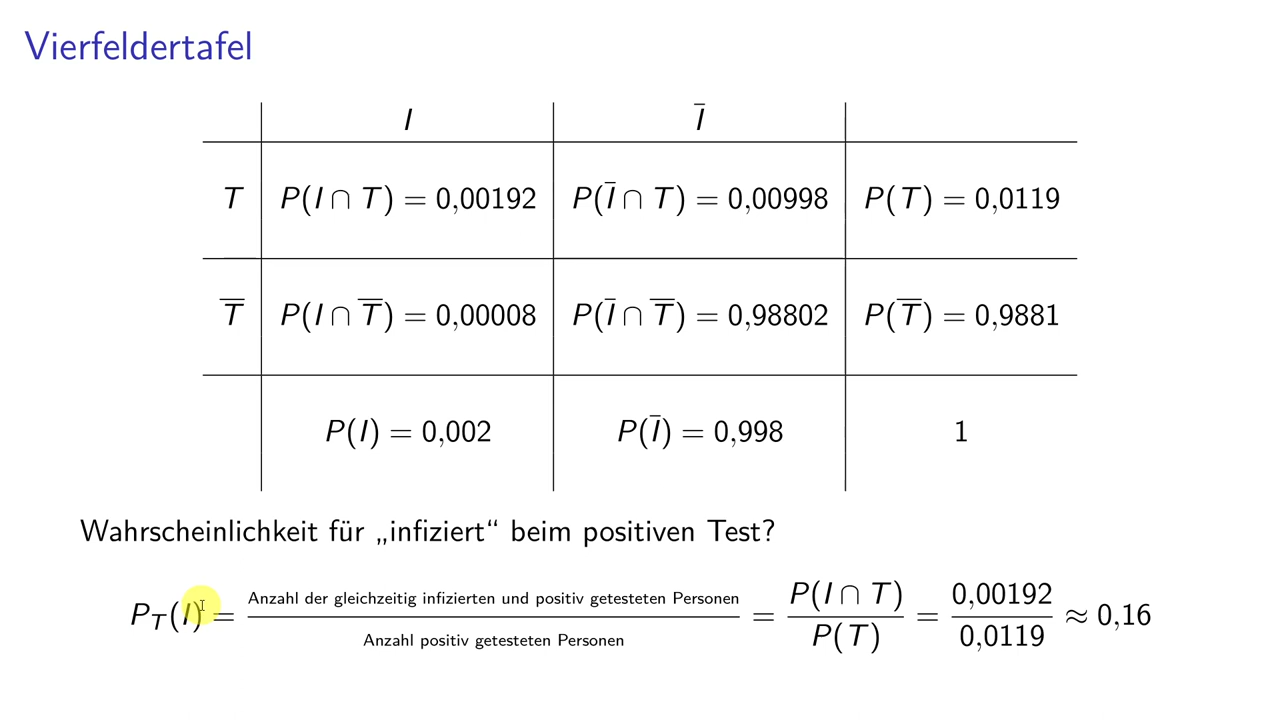 Vierfeldertafel
I Ī
T P(I ∩ T) = 0,00192 P(Ī ∩ T) = 0,00998 P(T) = 0,0119
T̅ P(I ∩ T̅) = 0,00008 P(Ī ∩ T̅) = 0,98802 P(T̅) = 0,9881
P(I) = 0,002 P(Ī) = 0,998 1
Wahrscheinlichkeit für „infiziert“ beim positiven Test?
P_T(I) = Anzahl der gleichzeitig infizierten und positiv getesteten Personen / Anzahl positiv getesteten Personen = P(I ∩ T) / P(T) = 0,00192 / 0,0119 ≈ 0,16